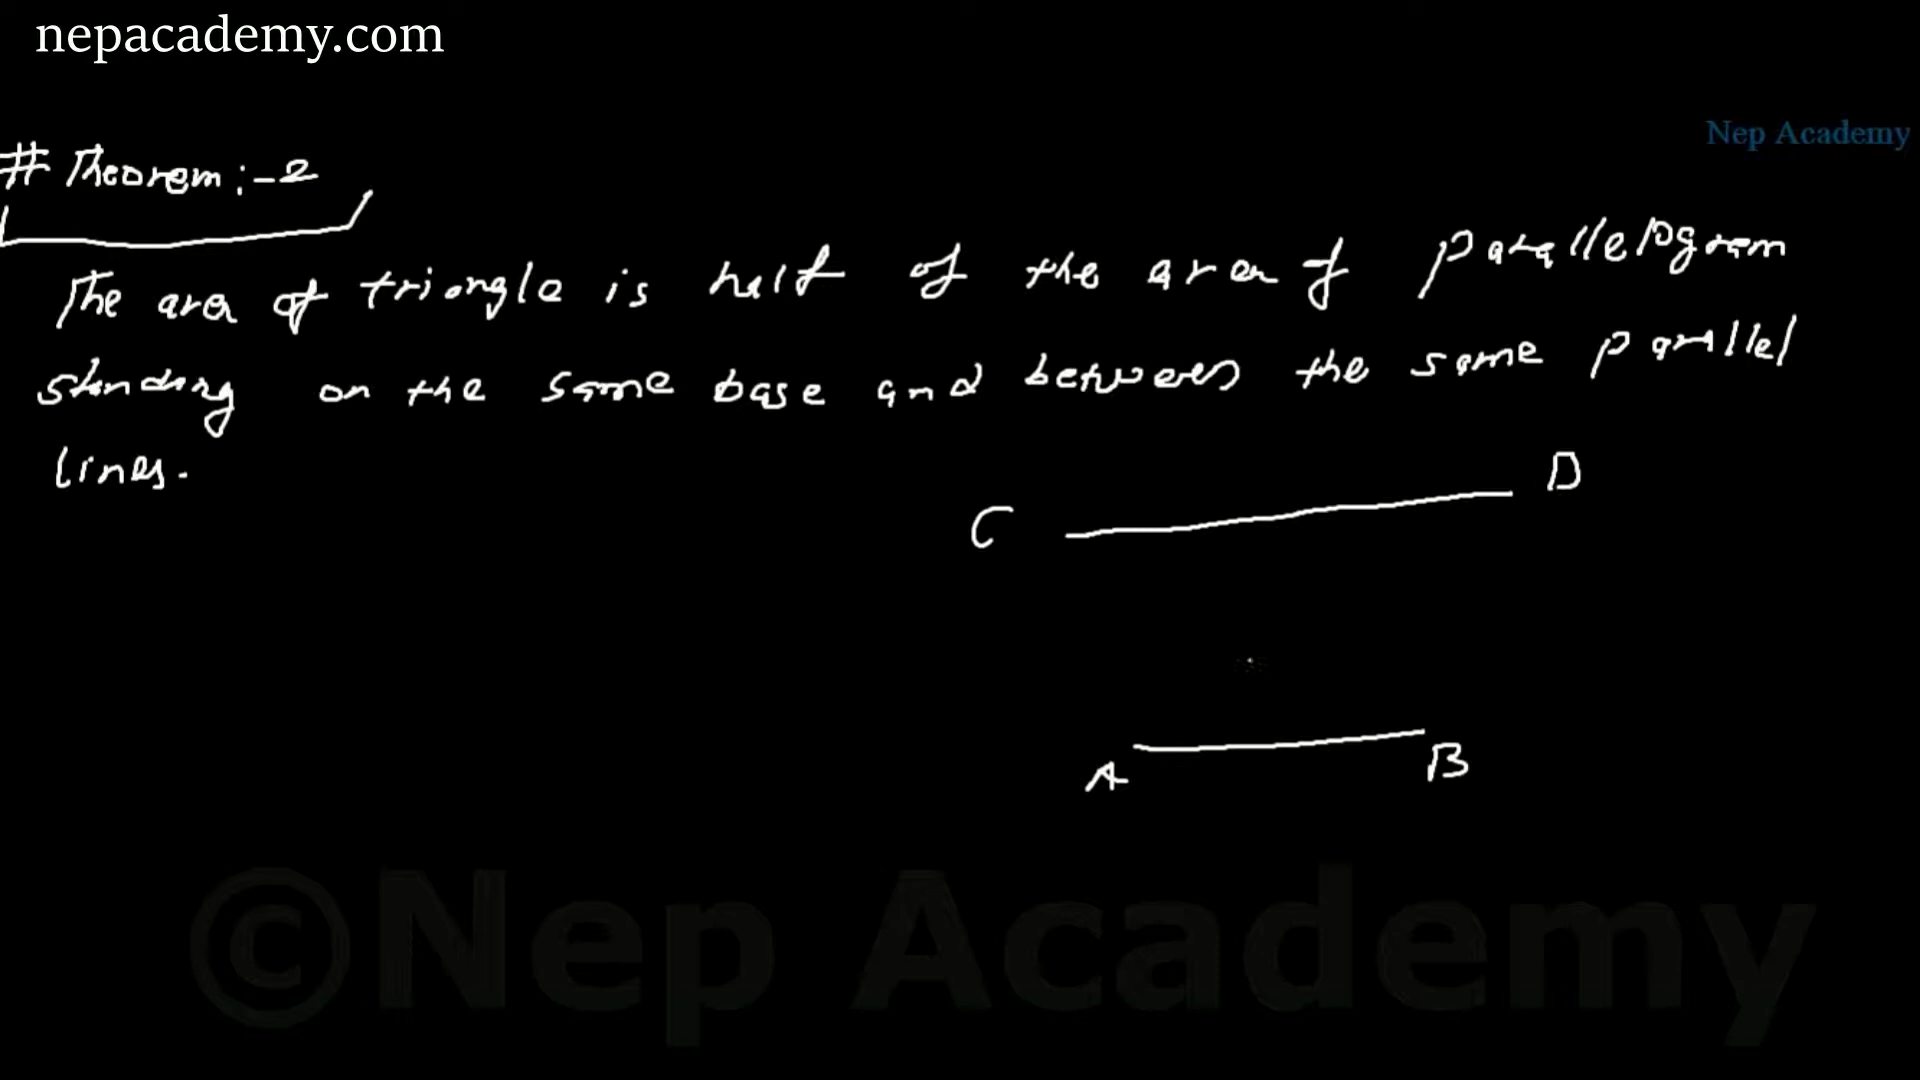 nepacademy.com
Nep Academy
# Theorem:-2
The area of triangle is half of the area of parallelogram
standing on the same base and between the same parallel
lines.
C D
A B
©Nep Academy